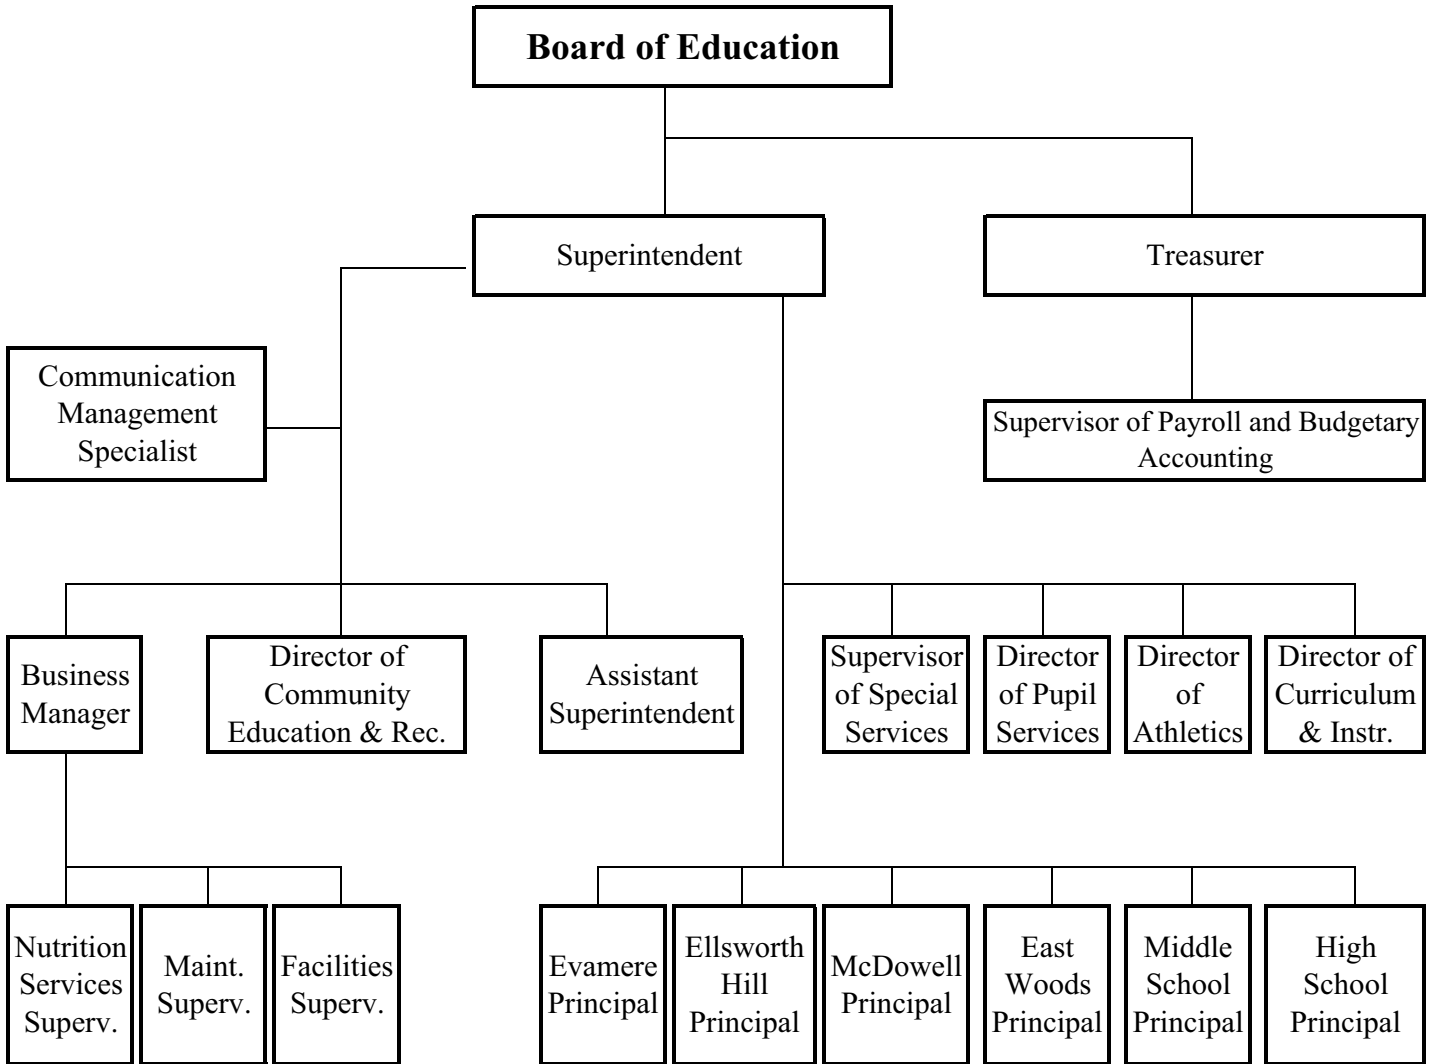 Board of Education
Superintendent
Treasurer
Communication
Management
Specialist
Supervisor of Payroll and Budgetary
Accounting
Business
Manager
Director of
Community
Education & Rec.
Assistant
Superintendent
Supervisor
of Special
Services
Director
of Pupil
Services
Director
of
Athletics
Director of
Curriculum
& Instr.
Nutrition
Services
Superv.
Maint.
Superv.
Facilities
Superv.
Evamere
Principal
Ellsworth
Hill
Principal
McDowell
Principal
East
Woods
Principal
Middle
School
Principal
High
School
Principal